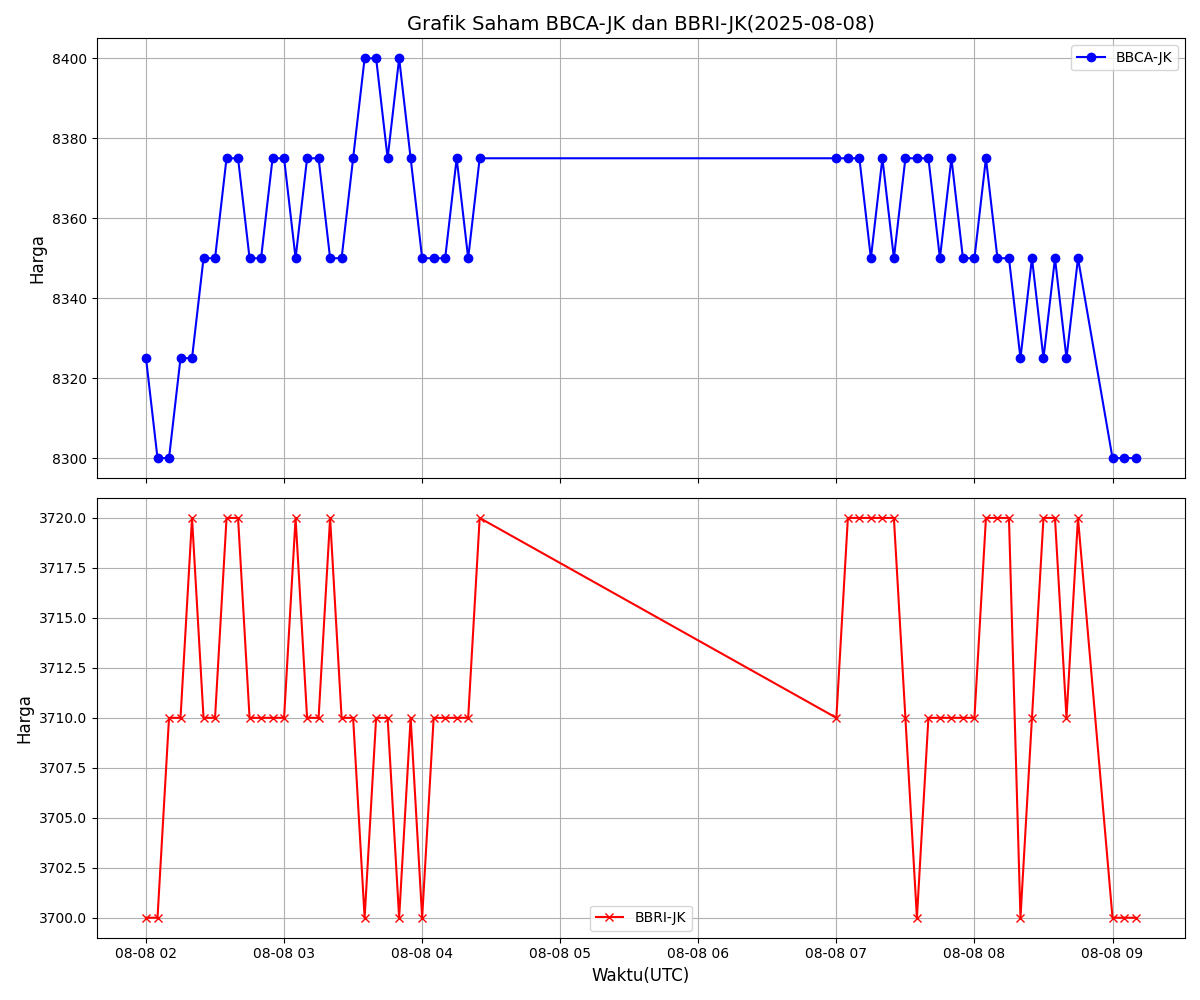 Grafik Saham BBCA-JK dan BBRI-JK(2025-08-08)
BBCA-JK
Harga
8400
8380
8360
8340
8320
8300
BBRI-JK
Harga
3720.0
3717.5
3715.0
3712.5
3710.0
3707.5
3705.0
3702.5
3700.0
08-08 02 08-08 03 08-08 04 08-08 05 08-08 06 08-08 07 08-08 08 08-08 09
Waktu(UTC)